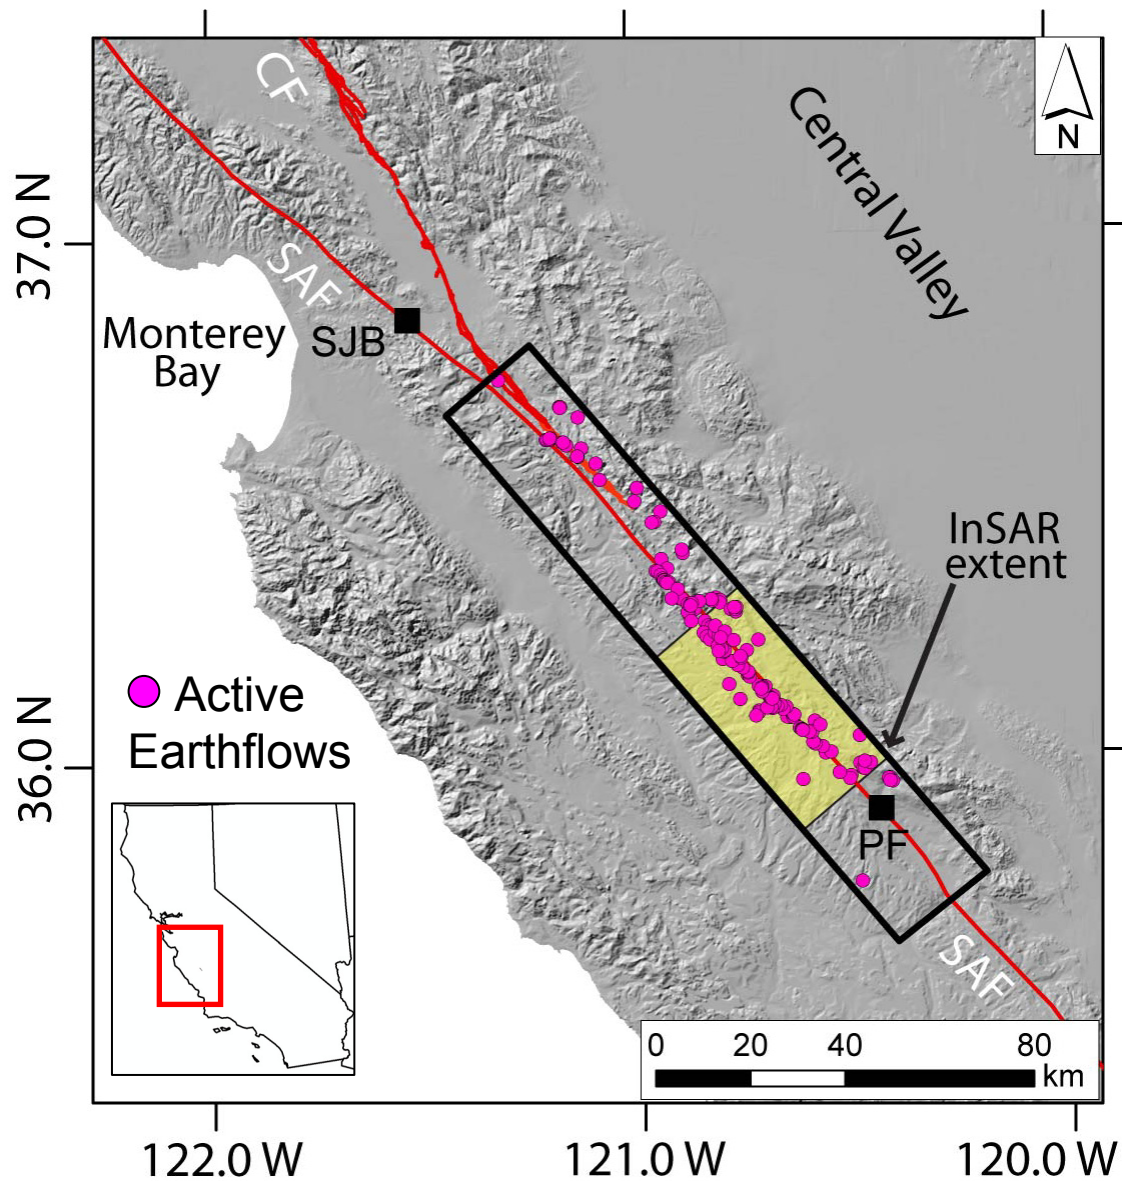 CF
N
Central Valley
37.0 N
SAF
Monterey
Bay
SJB
InSAR
extent
Active
Earthflows
36.0 N
PF
SAF
0 20 40 80
km
122.0 W 121.0 W 120.0 W